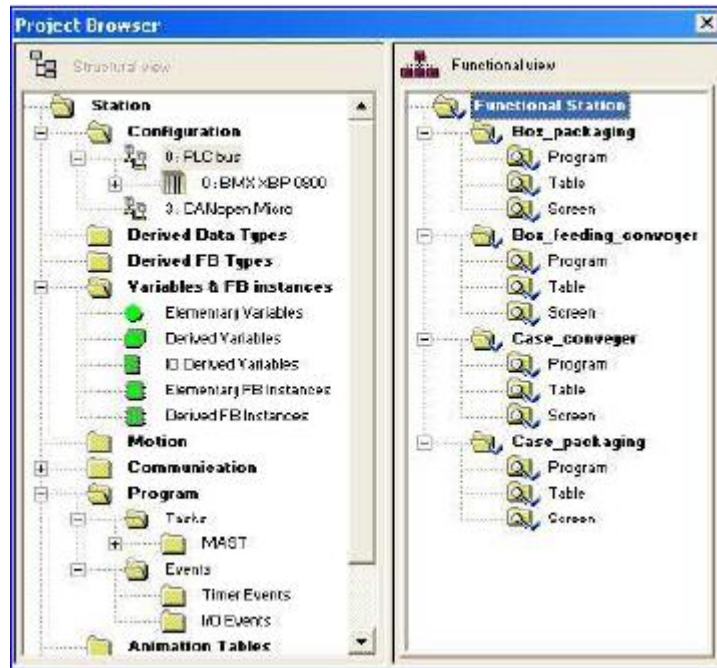 Project Browser
Structural view
Station
Configuration
0: PLC bus
0: BMX XBP 0800
3: CANopen Micro
Derived Data Types
Derived FB Types
Variables & FB instances
Elementary Variables
Derived Variables
IO Derived Variables
Elementary FB Instances
Derived FB Instances
Motion
Communication
Program
Tasks
MAST
Events
Timer Events
I/O Events
Animation Tables
Functional view
Functional Station
Box_packaging
Program
Table
Screen
Box_feeding_conveyer
Program
Table
Screen
Case_conveyer
Program
Table
Screen
Case_packaging
Program
Table
Screen